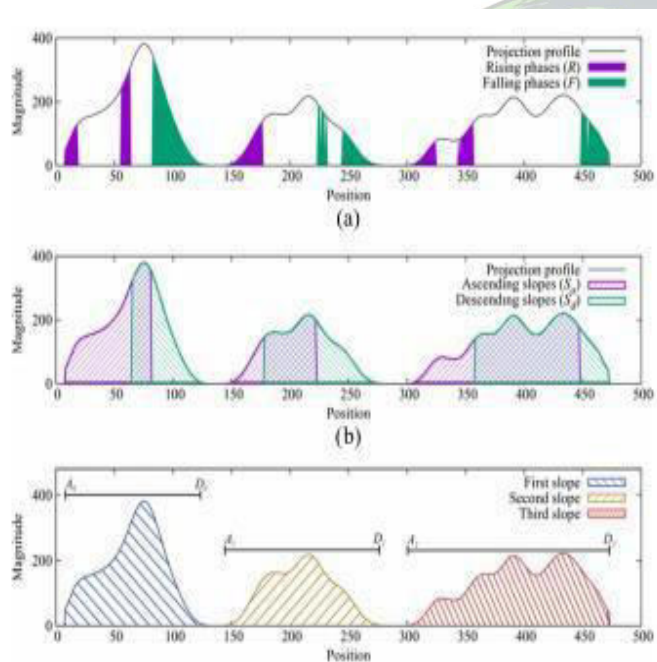 400
200
0
Magnitude
Projection profile
Rising phases (R)
Falling phases (F)
0 50 100 150 200 250 300 350 400 450 500
Position
(a)
400
200
0
Magnitude
Projection profile
Ascending slopes (Sa)
Descending slopes (Sd)
0 50 100 150 200 250 300 350 400 450 500
Position
(b)
400
200
0
Magnitude
First slope
Second slope
Third slope
0 50 100 150 200 250 300 350 400 450 500
Position